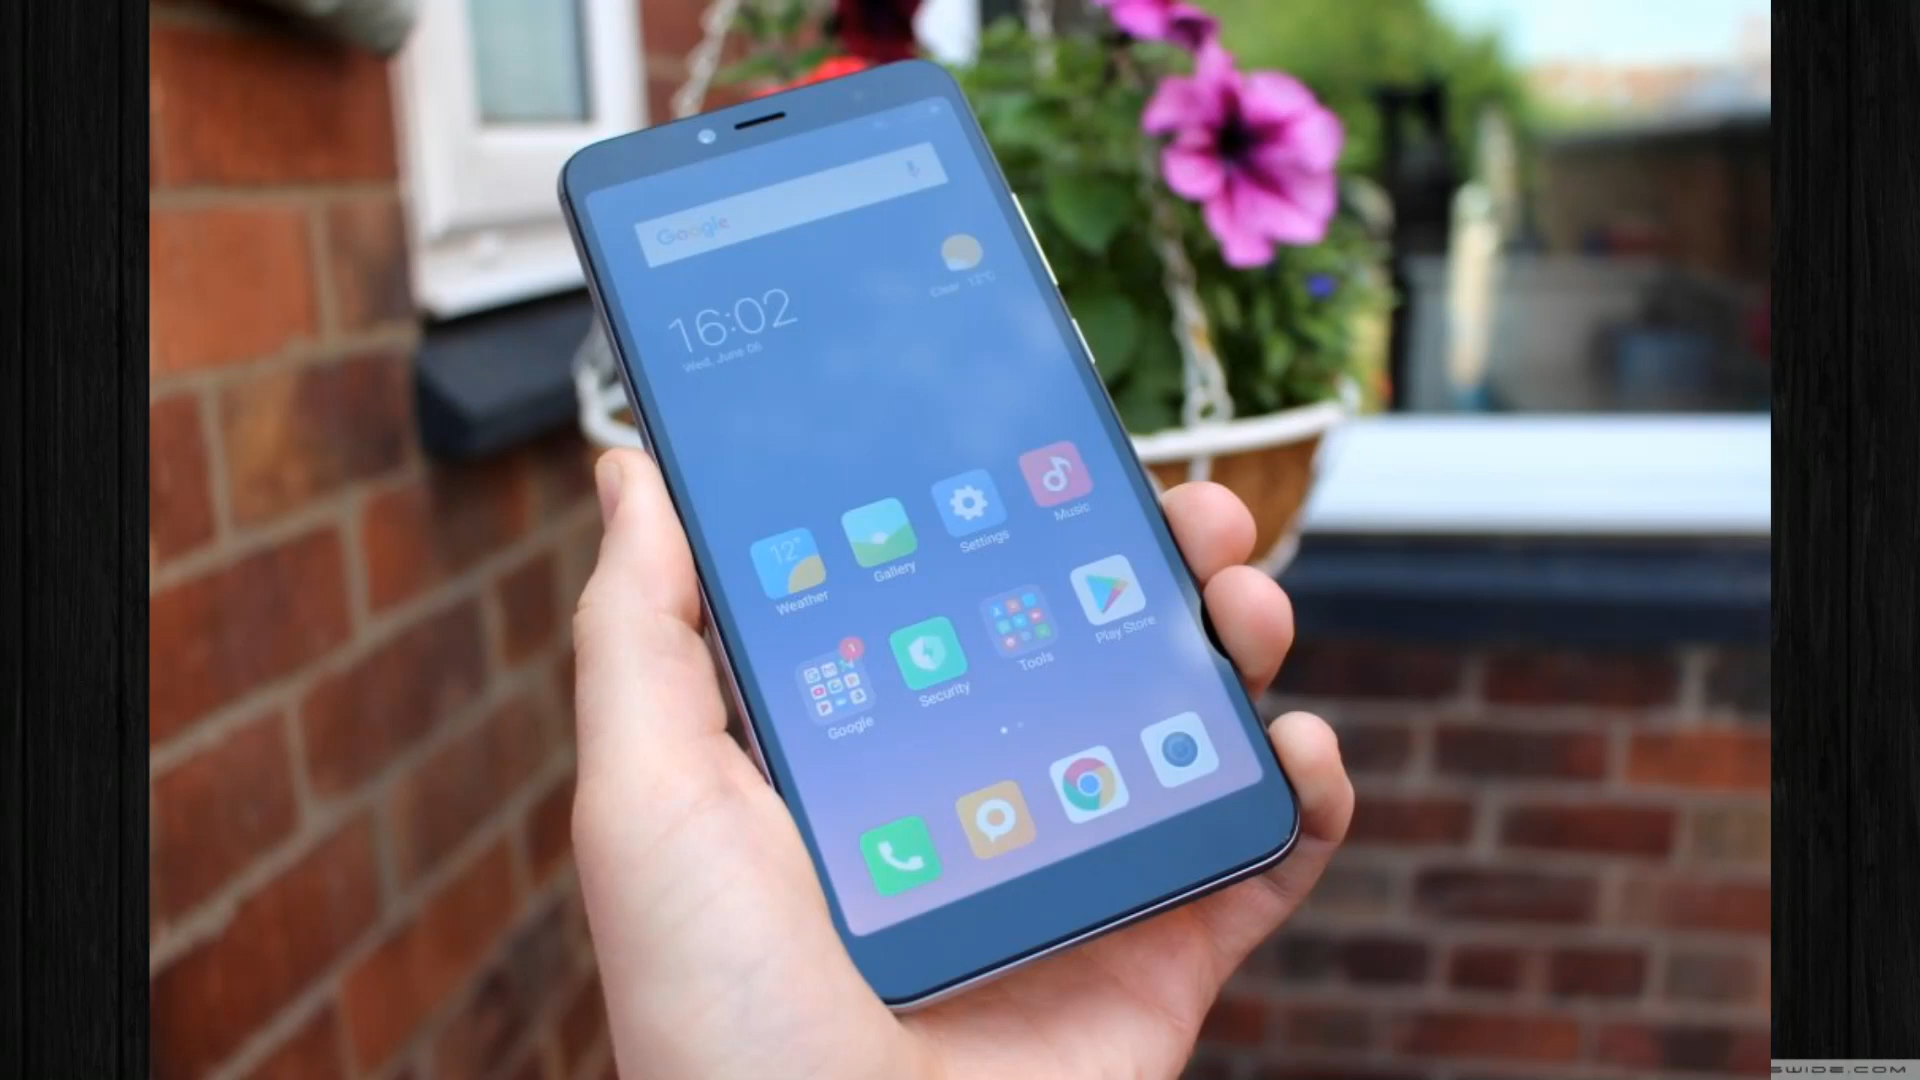 Google
Clear 12°C
16:02
Wed, June 06
12°
Weather
Gallery
Settings
Music
1
Google
Security
Tools
Play Store
SWIDE.COM